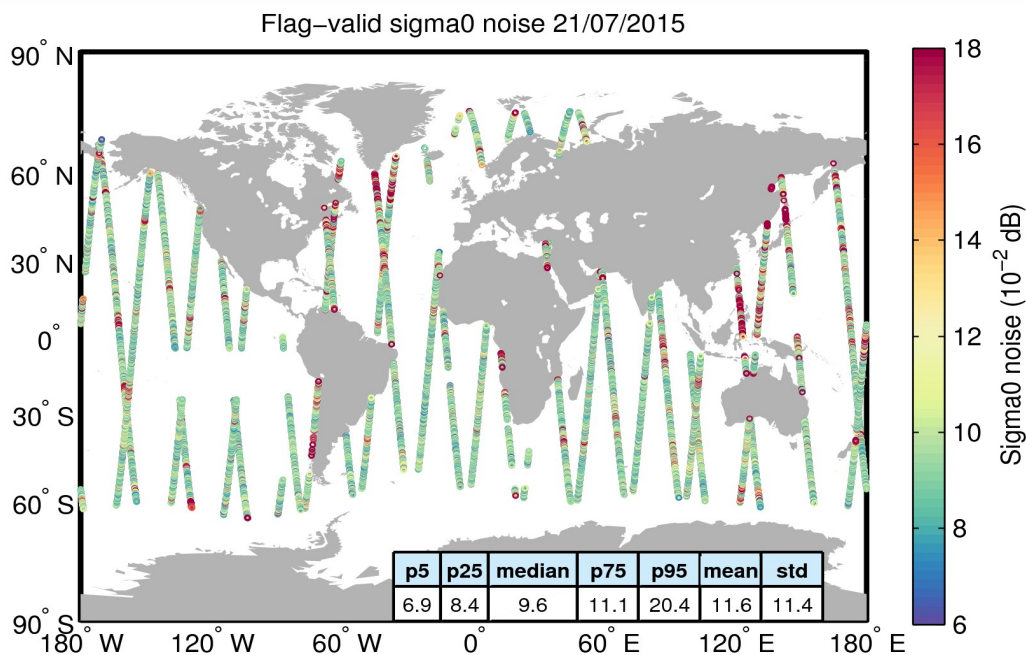 Flag−valid sigma0 noise 21/07/2015
90° N
60° N
30° N
0°
30° S
60° S
90° S
180° W
120° W
60° W
0°
60° E
120° E
180° E
p5 p25 median p75 p95 mean std
6.9 8.4 9.6 11.1 20.4 11.6 11.4
18
16
14
12
10
8
6
Sigma0 noise (10⁻² dB)